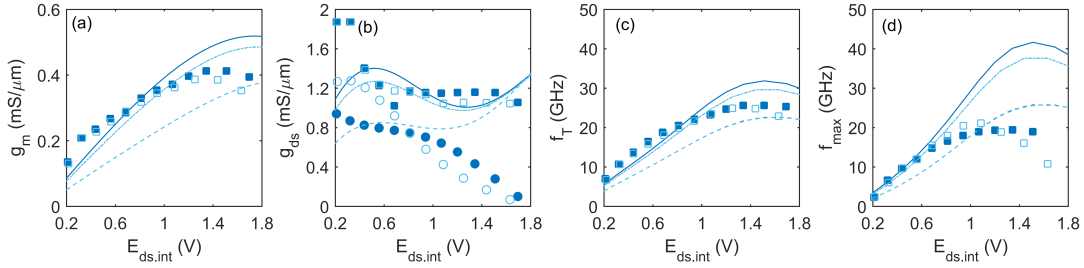 (a)
g_m (mS/μm)
0.6
0.4
0.2
0
0.2 0.6 1 1.4 1.8
E_ds,int (V)
(b)
g_ds (mS/μm)
2
1.6
1.2
0.8
0.4
0
0.2 0.6 1 1.4 1.8
E_ds,int (V)
(c)
f_T (GHz)
50
40
30
20
10
0
0.2 0.6 1 1.4 1.8
E_ds,int (V)
(d)
f_max (GHz)
50
40
30
20
10
0
0.2 0.6 1 1.4 1.8
E_ds,int (V)